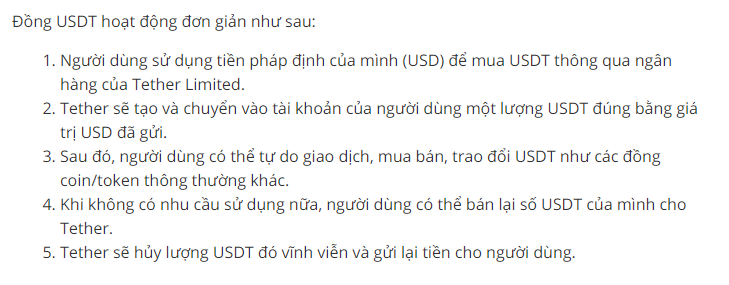 Đồng USDT hoạt động đơn giản như sau:
1. Người dùng sử dụng tiền pháp định của mình (USD) để mua USDT thông qua ngân
hàng của Tether Limited.
2. Tether sẽ tạo và chuyển vào tài khoản của người dùng một lượng USDT đúng bằng giá
trị USD đã gửi.
3. Sau đó, người dùng có thể tự do giao dịch, mua bán, trao đổi USDT như các đồng
coin/token thông thường khác.
4. Khi không có nhu cầu sử dụng nữa, người dùng có thể bán lại số USDT của mình cho
Tether.
5. Tether sẽ hủy lượng USDT đó vĩnh viễn và gửi lại tiền cho người dùng.